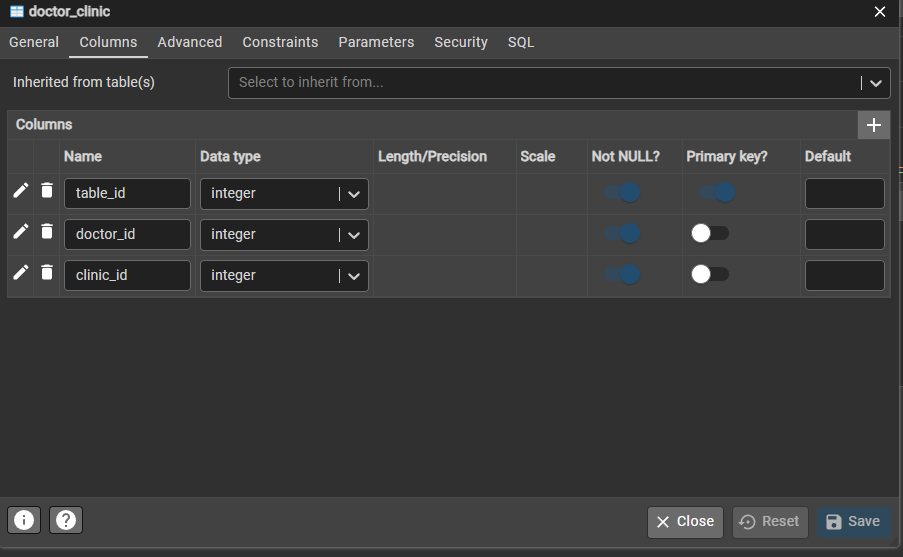 doctor_clinic
General Columns Advanced Constraints Parameters Security SQL
Inherited from table(s) Select to inherit from...
Columns
Name Data type Length/Precision Scale Not NULL? Primary key? Default
table_id integer
doctor_id integer
clinic_id integer
Close Reset Save